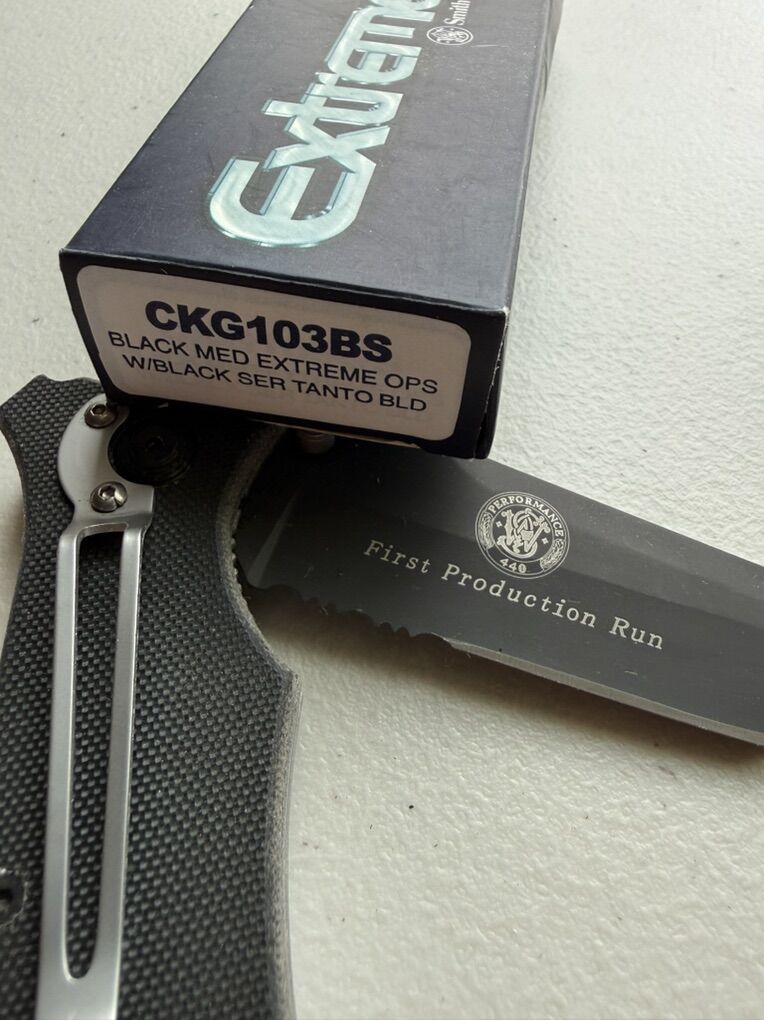 Extreme
Smith
CKG103BS
BLACK MED EXTREME OPS
W/BLACK SER TANTO BLD
PERFORMANCE
440
First Production Run